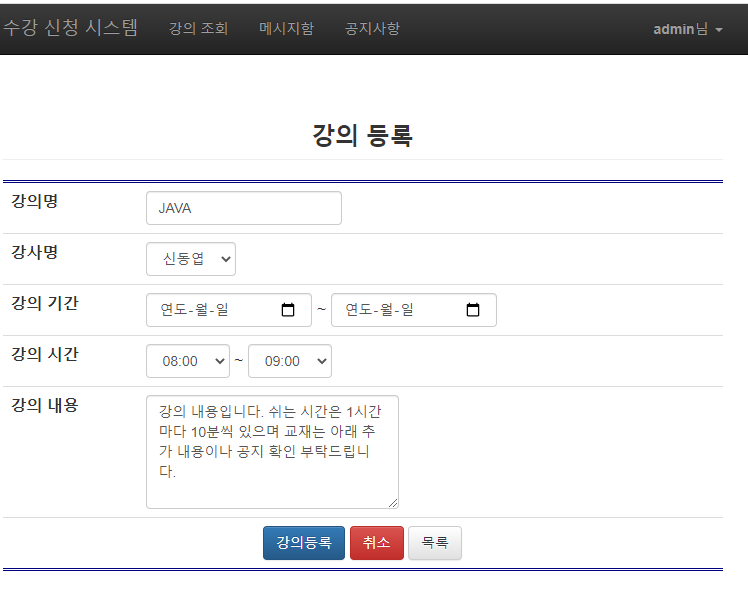 수강 신청 시스템 강의 조회 메시지함 공지사항 admin님
강의 등록
강의명 JAVA
강사명 신동엽
강의 기간 연도-월-일 ~ 연도-월-일
강의 시간 08:00 ~ 09:00
강의 내용 강의 내용입니다. 쉬는 시간은 1시간
마다 10분씩 있으며 교재는 아래 추
가 내용이나 공지 확인 부탁드립니
다.
강의등록 취소 목록